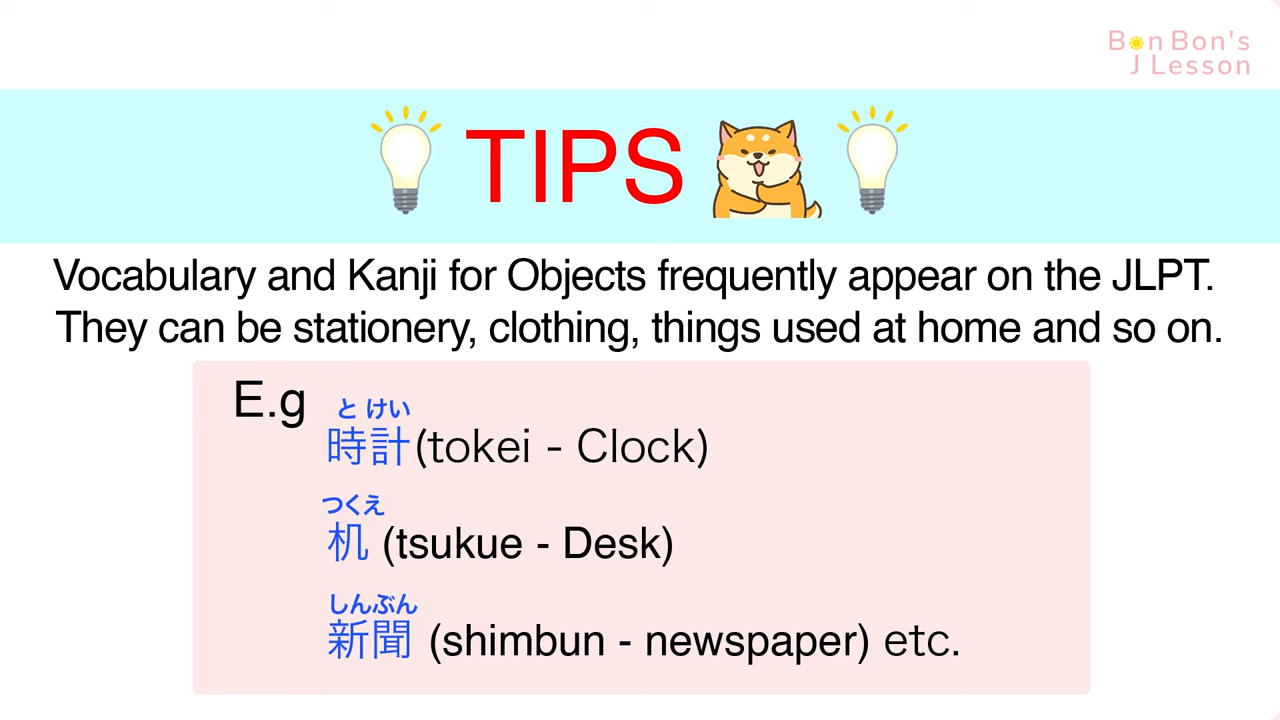 BonBon's
J Lesson
TIPS
Vocabulary and Kanji for Objects frequently appear on the JLPT.
They can be stationery, clothing, things used at home and so on.
E.g
と けい
時計(tokei - Clock)
つくえ
机 (tsukue - Desk)
しんぶん
新聞 (shimbun - newspaper) etc.